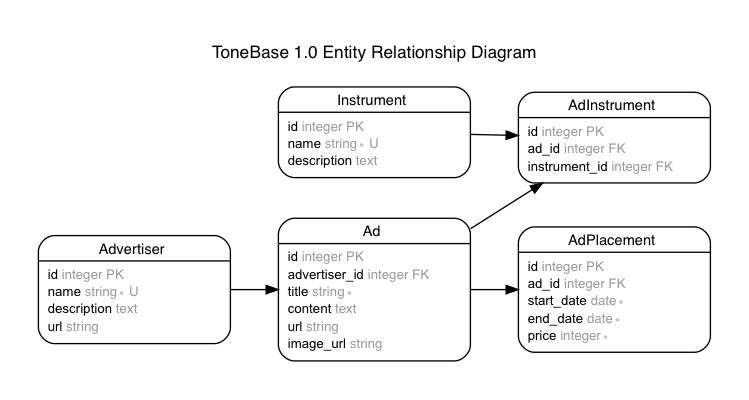 ToneBase 1.0 Entity Relationship Diagram
Instrument
id integer PK
name string* U
description text
AdInstrument
id integer PK
ad_id integer FK
instrument_id integer FK
Advertiser
id integer PK
name string* U
description text
url string
Ad
id integer PK
advertiser_id integer FK
title string*
content text
url string
image_url string
AdPlacement
id integer PK
ad_id integer FK
start_date date*
end_date date*
price integer*